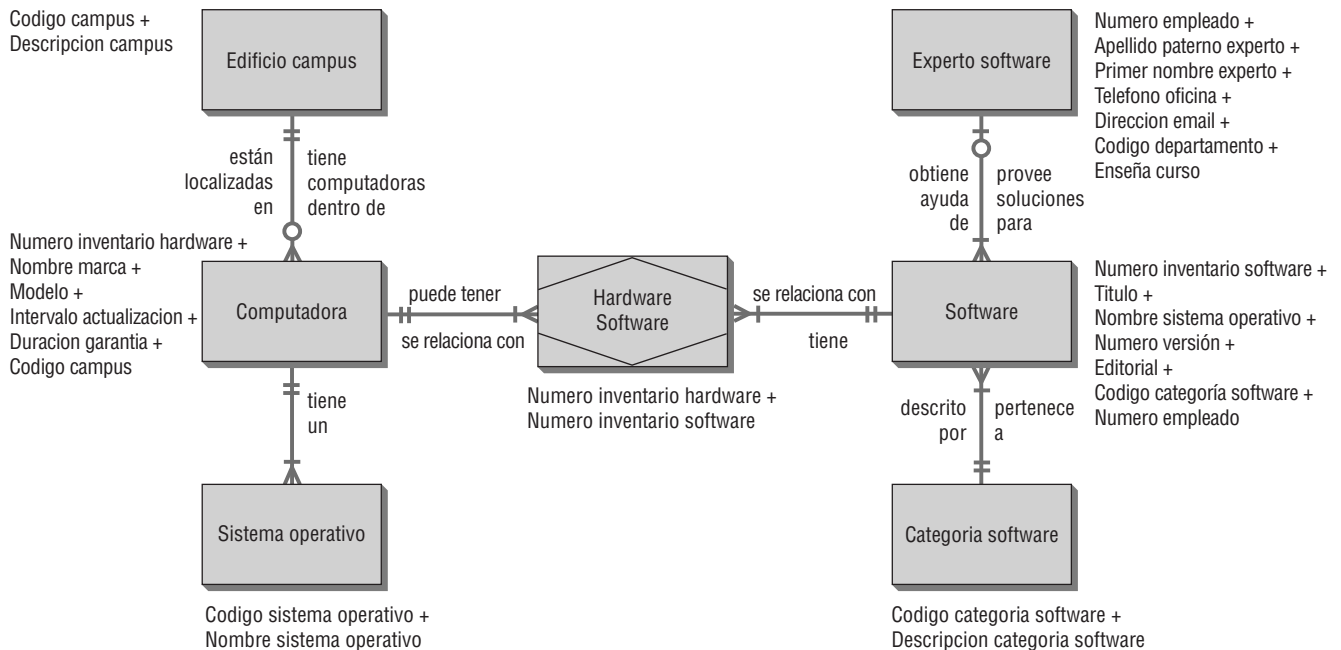 Codigo campus +
Descripcion campus
Edificio campus
Experto software
Numero empleado +
Apellido paterno experto +
Primer nombre experto +
Telefono oficina +
Direccion email +
Codigo departamento +
Enseña curso
están
localizadas
en
tiene
computadoras
dentro de
obtiene
ayuda
de
provee
soluciones
para
Numero inventario hardware +
Nombre marca +
Modelo +
Intervalo actualizacion +
Duracion garantia +
Codigo campus
Computadora
puede tener
se relaciona con
Hardware
Software
Numero inventario hardware +
Numero inventario software
se relaciona con
tiene
Software
Numero inventario software +
Titulo +
Nombre sistema operativo +
Numero versión +
Editorial +
Codigo categoría software +
Numero empleado
tiene
un
descrito
por
pertenece
a
Sistema operativo
Codigo sistema operativo +
Nombre sistema operativo
Categoria software
Codigo categoria software +
Descripcion categoria software